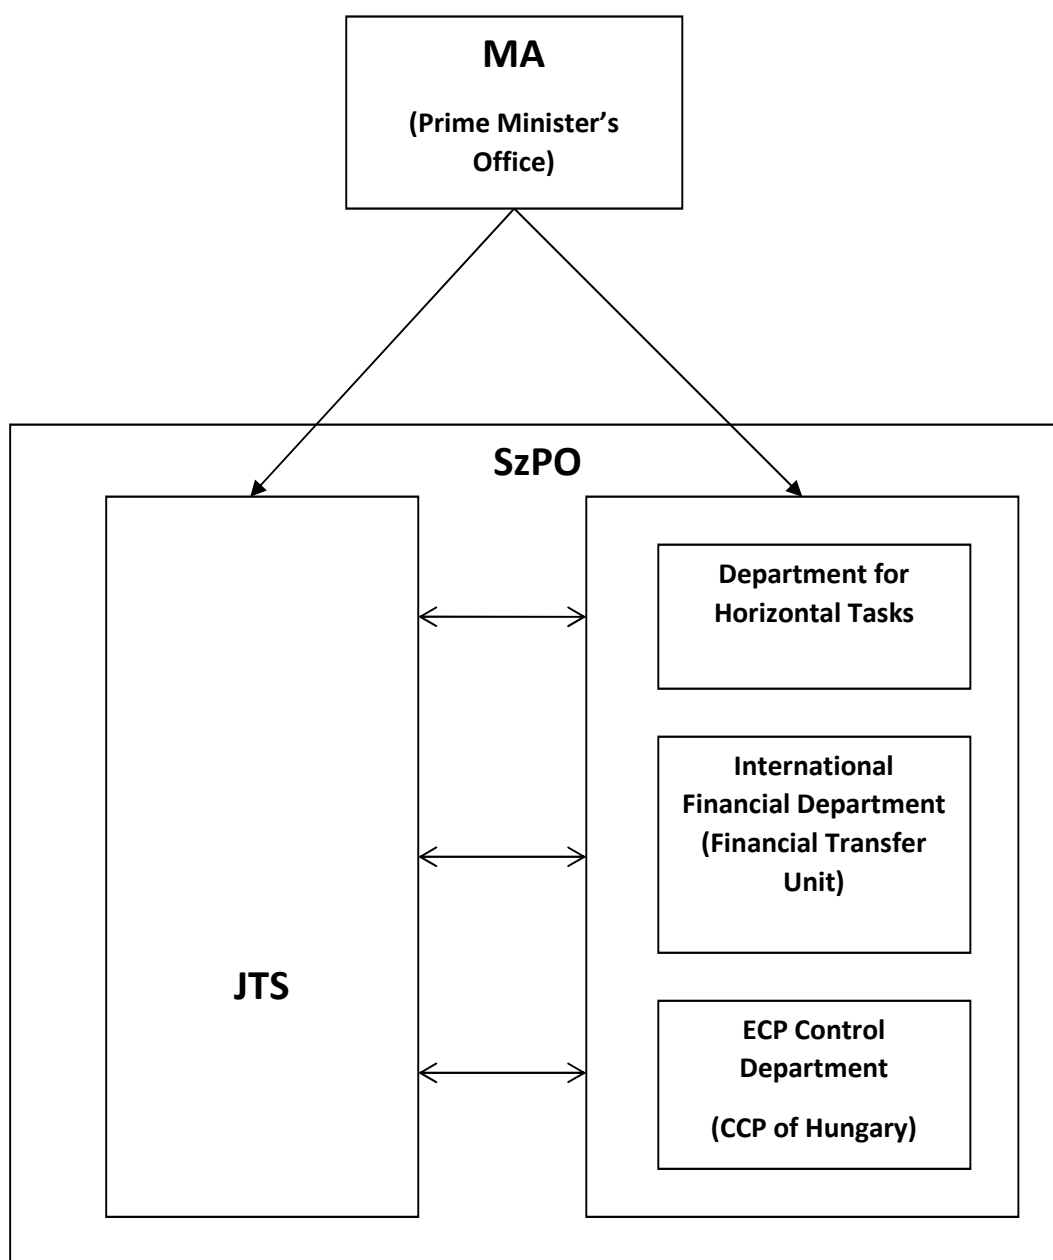 MA
(Prime Minister’s
Office)
SzPO
JTS
Department for
Horizontal Tasks
International
Financial Department
(Financial Transfer
Unit)
ECP Control
Department
(CCP of Hungary)